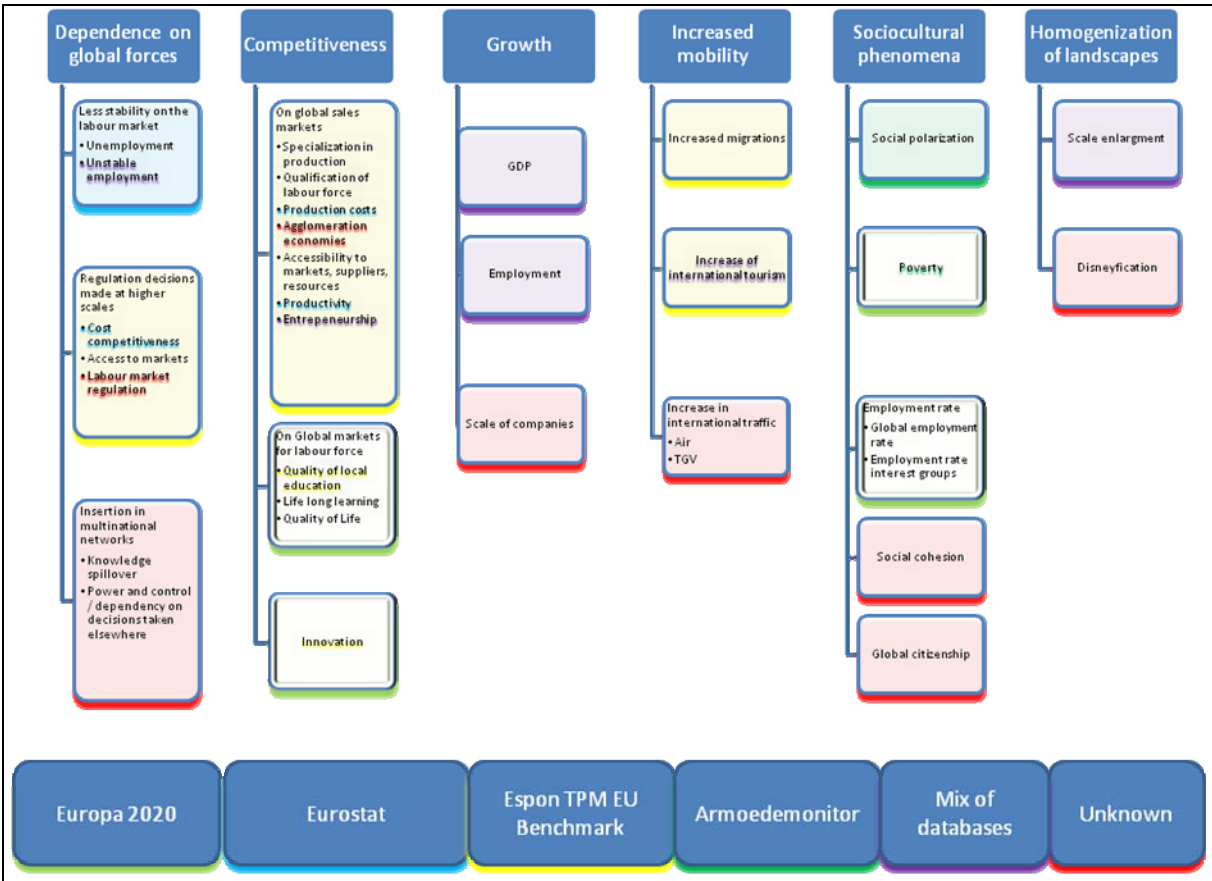 Dependence on
global forces
Less stability on the
labour market
• Unemployment
• Unstable
employment
Regulation decisions
made at higher
scales
• Cost
competitiveness
• Access to markets
• Labour market
regulation
Insertion in
multinational
networks
• Knowledge
spillover
• Power and control
/ dependency on
decisions taken
elsewhere
Competitiveness
On global sales
markets
• Specialization in
production
• Qualification of
labour force
• Production costs
• Agglomeration
economies
• Accessibility to
markets, suppliers,
resources
• Productivity
• Entrepeneurship
On Global markets
for labour force
• Quality of local
education
• Life long learning
• Quality of Life
Innovation
Growth
GDP
Employment
Scale of companies
Increased
mobility
Increased migrations
Increase of
international tourism
Increase in
international traffic
• Air
• TGV
Sociocultural
phenomena
Social polarization
Poverty
Employment rate
• Global employment
rate
• Employment rate
interest groups
Social cohesion
Global citizenship
Homogenization
of landscapes
Scale enlargment
Disneyfication
Europa 2020
Eurostat
Espon TPM EU
Benchmark
Armoedemonitor
Mix of
databases
Unknown